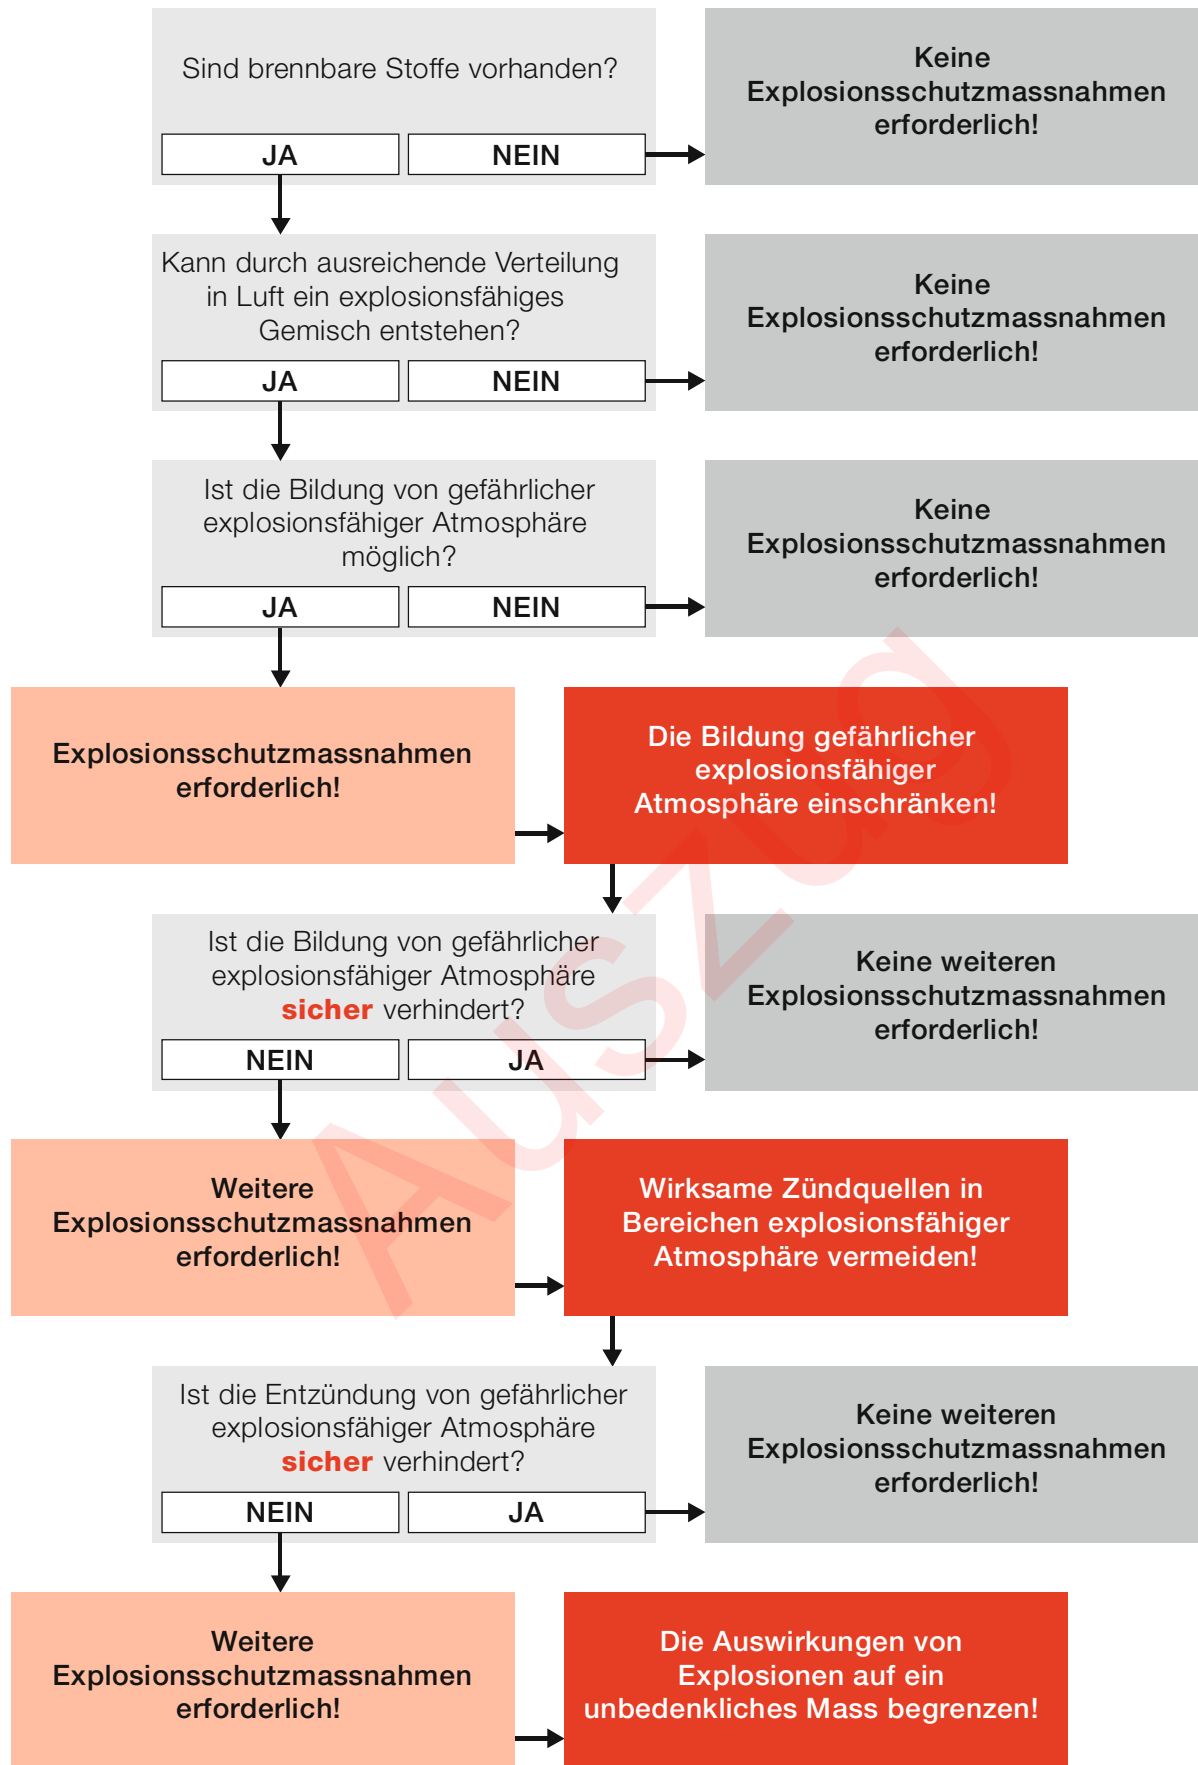 Sind brennbare Stoffe vorhanden?
JA
NEIN
Keine
Explosionsschutzmassnahmen
erforderlich!
Kann durch ausreichende Verteilung
in Luft ein explosionsfähiges
Gemisch entstehen?
JA
NEIN
Keine
Explosionsschutzmassnahmen
erforderlich!
Ist die Bildung von gefährlicher
explosionsfähiger Atmosphäre
möglich?
JA
NEIN
Keine
Explosionsschutzmassnahmen
erforderlich!
Explosionsschutzmassnahmen
erforderlich!
Die Bildung gefährlicher
explosionsfähiger
Atmosphäre einschränken!
Ist die Bildung von gefährlicher
explosionsfähiger Atmosphäre
sicher verhindert?
NEIN
JA
Keine weiteren
Explosionsschutzmassnahmen
erforderlich!
Weitere
Explosionsschutzmassnahmen
erforderlich!
Wirksame Zündquellen in
Bereichen explosionsfähiger
Atmosphäre vermeiden!
Ist die Entzündung von gefährlicher
explosionsfähiger Atmosphäre
sicher verhindert?
NEIN
JA
Keine weiteren
Explosionsschutzmassnahmen
erforderlich!
Weitere
Explosionsschutzmassnahmen
erforderlich!
Die Auswirkungen von
Explosionen auf ein
unbedenkliches Mass begrenzen!
Auszug